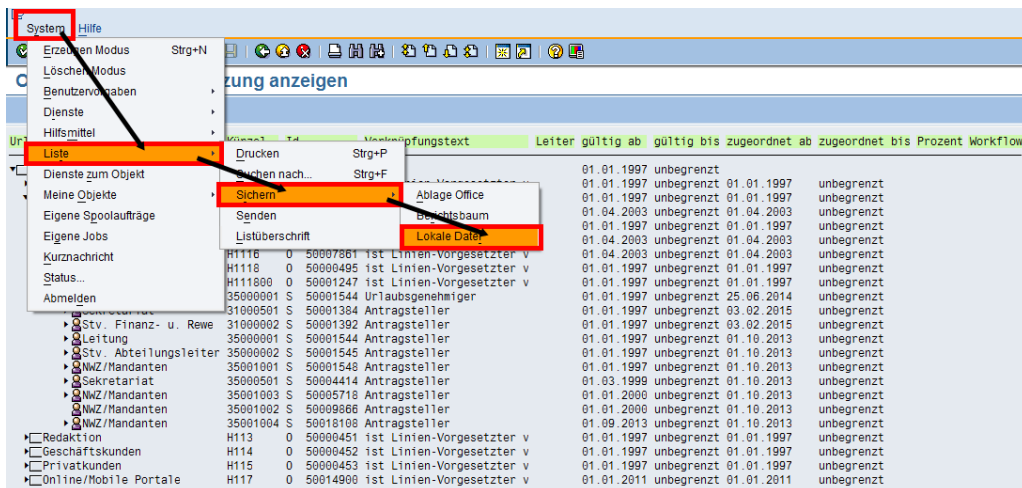 System Hilfe
Erzeugen Modus Strg+N
Löschen Modus
Benutzervorgaben
Dienste
Hilfsmittel
Liste
Dienste zum Objekt
Meine Objekte
Eigene Spoolaufträge
Eigene Jobs
Kurznachricht
Status...
Abmelden
Drucken Strg+P
Suchen nach... Strg+F
Sichern
Senden
Listüberschrift
Ablage Office
Berichtsbaum
Lokale Datei
zung anzeigen
Kürzel Id Verknüpfungstext Leiter gültig ab gültig bis zugeordnet ab zugeordnet bis Prozent Workflow
01.01.1997 unbegrenzt
01.01.1997 unbegrenzt 01.01.1997 unbegrenzt
01.01.1997 unbegrenzt 01.01.1997 unbegrenzt
01.04.2003 unbegrenzt 01.04.2003 unbegrenzt
01.01.1997 unbegrenzt 01.01.1997 unbegrenzt
01.04.2003 unbegrenzt 01.04.2003 unbegrenzt
H1116 O 50007861 ist Linien-Vorgesetzter v 01.04.2003 unbegrenzt 01.04.2003 unbegrenzt
H1118 O 50000495 ist Linien-Vorgesetzter v 01.01.1997 unbegrenzt 01.01.1997 unbegrenzt
H111800 O 50001247 ist Linien-Vorgesetzter v 01.01.1997 unbegrenzt 01.01.1997 unbegrenzt
35000001 S 50001544 Urlaubsgenehmiger 01.01.1997 unbegrenzt 25.06.2014 unbegrenzt
Sekretariat 31000501 S 50001384 Antragsteller 01.01.1997 unbegrenzt 03.02.2015 unbegrenzt
Stv. Finanz- u. Rewe 31000002 S 50001392 Antragsteller 01.01.1997 unbegrenzt 03.02.2015 unbegrenzt
Leitung 35000001 S 50001544 Antragsteller 01.01.1997 unbegrenzt 01.10.2013 unbegrenzt
Stv. Abteilungsleiter 35000002 S 50001545 Antragsteller 01.01.1997 unbegrenzt 01.10.2013 unbegrenzt
NWZ/Mandanten 35001001 S 50001548 Antragsteller 01.01.1997 unbegrenzt 01.10.2013 unbegrenzt
Sekretariat 35000501 S 50004414 Antragsteller 01.03.1999 unbegrenzt 01.10.2013 unbegrenzt
NWZ/Mandanten 35001003 S 50005718 Antragsteller 01.01.2000 unbegrenzt 01.10.2013 unbegrenzt
NWZ/Mandanten 35001002 S 50009866 Antragsteller 01.01.2000 unbegrenzt 01.10.2013 unbegrenzt
NWZ/Mandanten 35001004 S 50018108 Antragsteller 01.09.2013 unbegrenzt 01.10.2013 unbegrenzt
Redaktion H113 O 50000451 ist Linien-Vorgesetzter v 01.01.1997 unbegrenzt 01.01.1997 unbegrenzt
Geschäftskunden H114 O 50000452 ist Linien-Vorgesetzter v 01.01.1997 unbegrenzt 01.01.1997 unbegrenzt
Privatkunden H115 O 50000453 ist Linien-Vorgesetzter v 01.01.1997 unbegrenzt 01.01.1997 unbegrenzt
Online/Mobile Portale H117 O 50014900 ist Linien-Vorgesetzter v 01.01.2011 unbegrenzt 01.01.2011 unbegrenzt